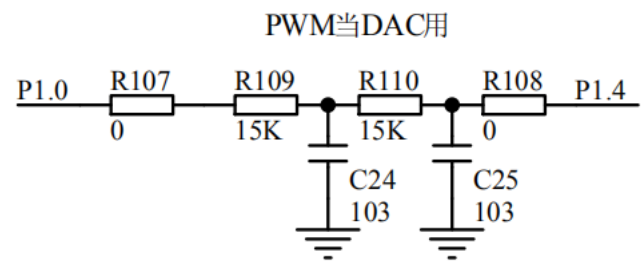 PWM当DAC用
P1.0 R107 R109 R110 R108 P1.4
0 15K 15K 0
C24 C25
103 103